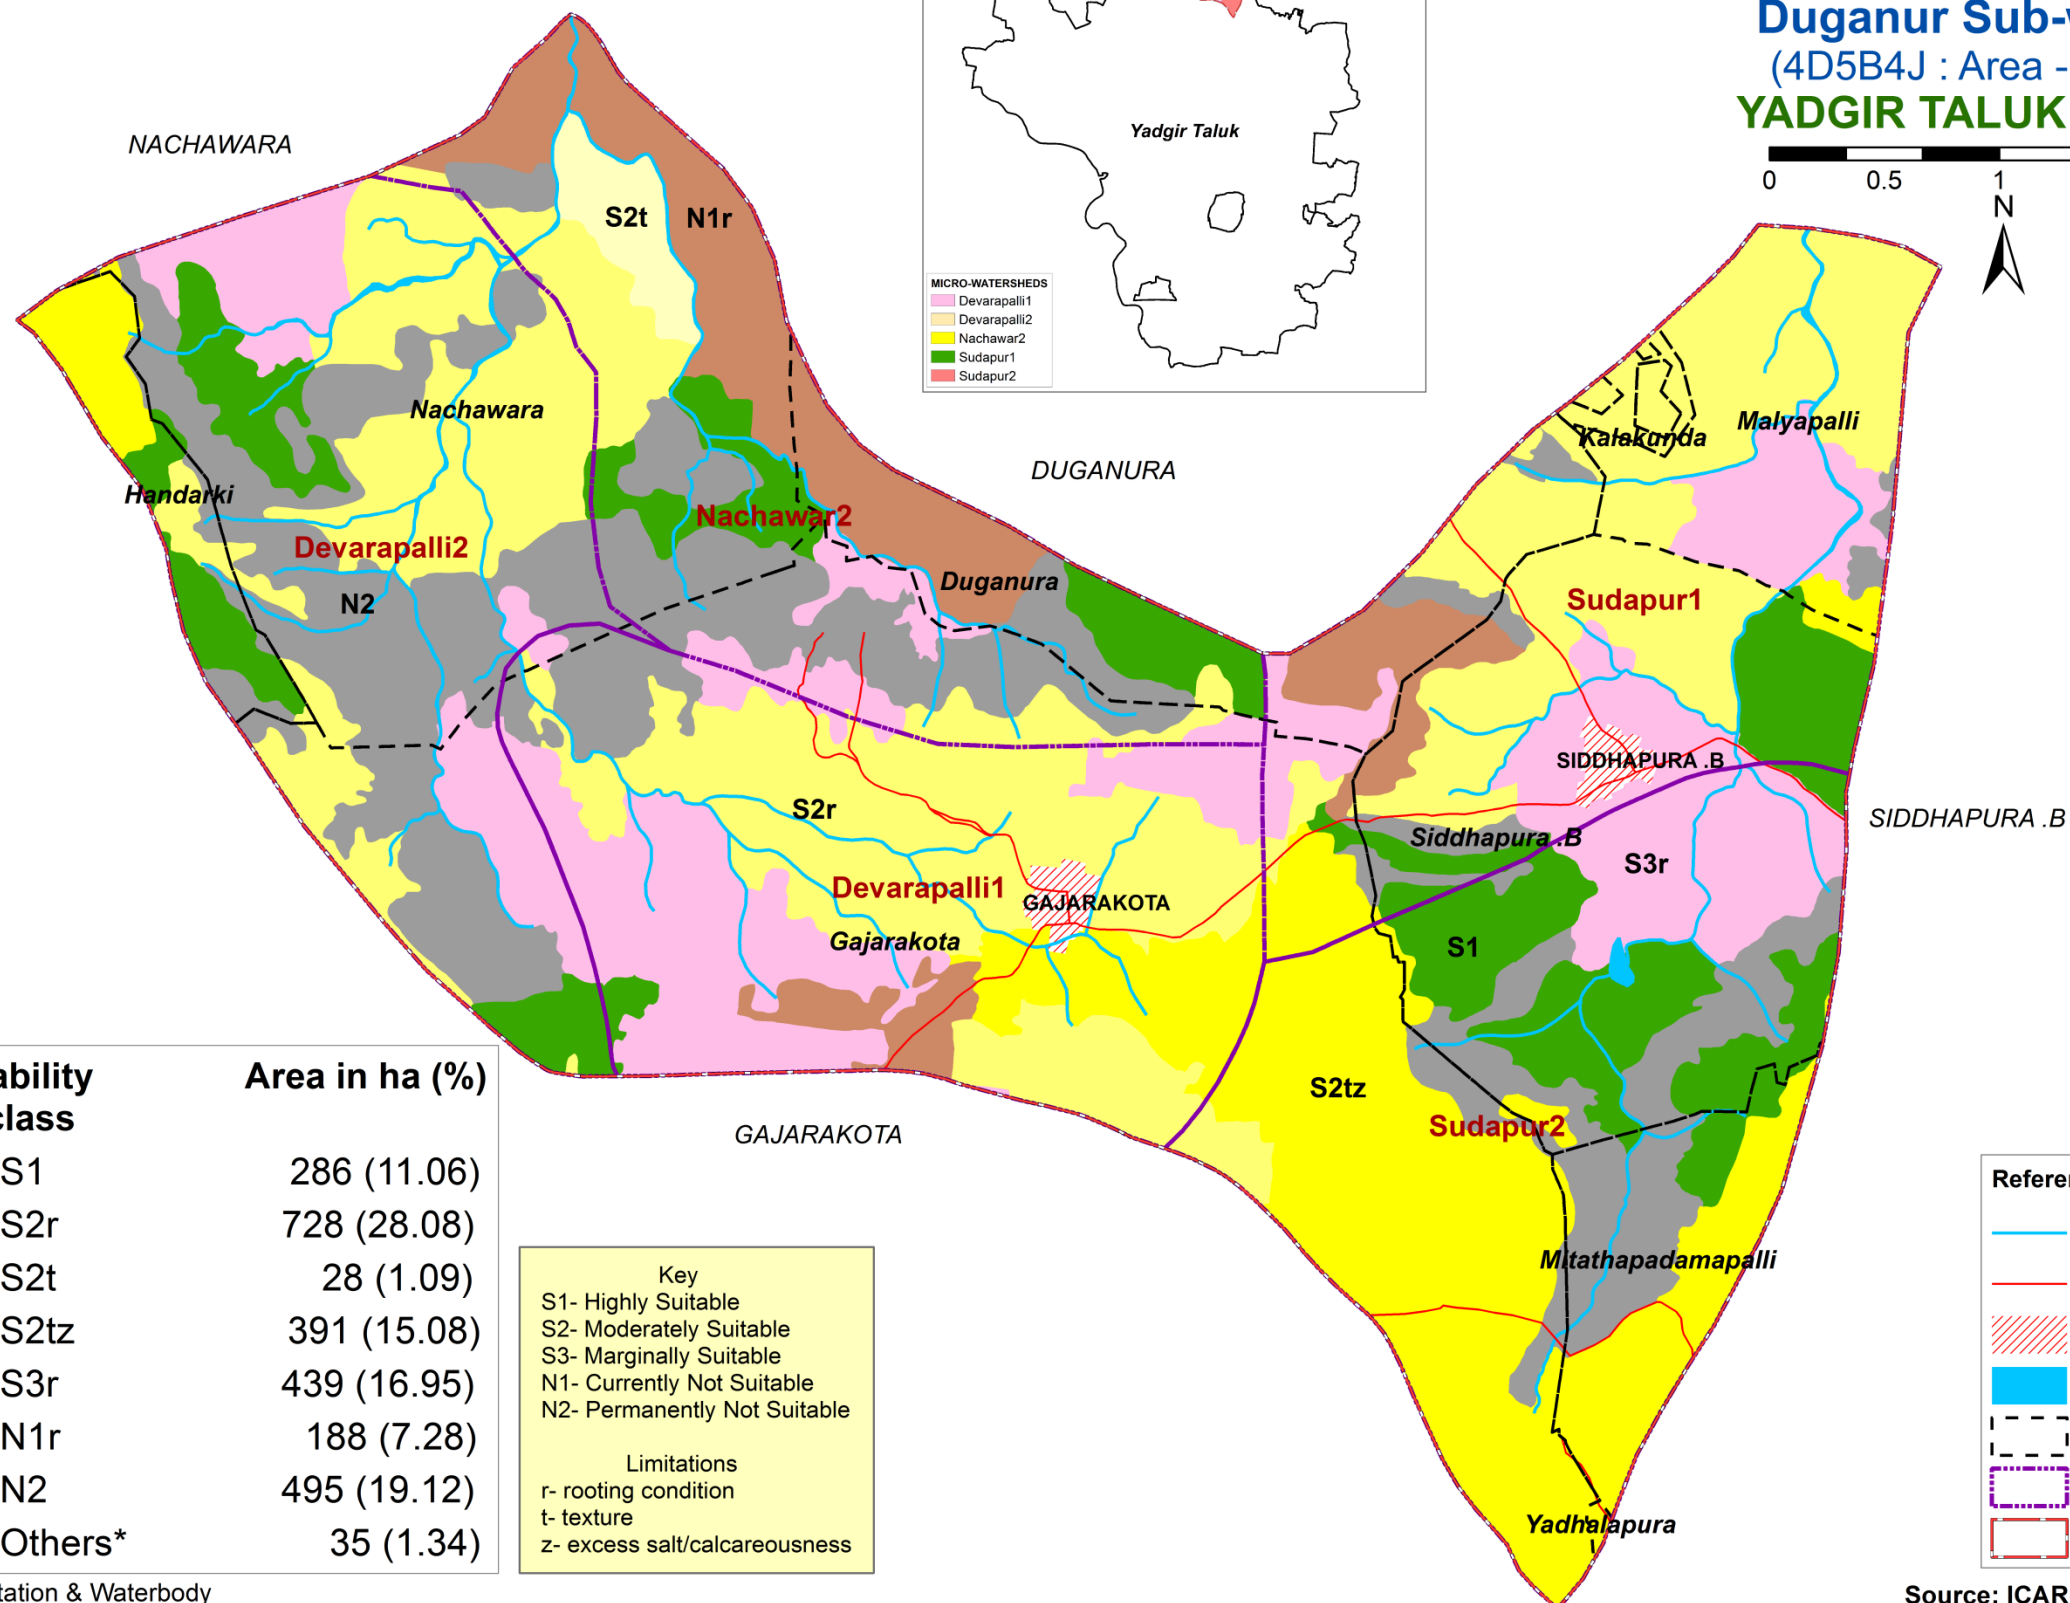 Duganur Sub-
(4D5B4J : Area -
YADGIR TALUK
0 0.5 1
N
Yadgir Taluk
MICRO-WATERSHEDS
Devarapalli1
Devarapalli2
Nachawar2
Sudapur1
Sudapur2
NACHAWARA
S2t
N1r
Nachawara
Handarki
Devarapalli2
N2
Nachawar2
DUGANURA
Duganura
Kalakunda
Malyapalli
Sudapur1
SIDDHAPURA .B
SIDDHAPURA .B
Siddhapura .B
S2r
S3r
Devarapalli1
GAJARAKOTA
Gajarakota
S1
S2tz
Sudapur2
GAJARAKOTA
Mitathapadamapalli
Yadhalapura
ability Area in ha (%)
class
S1 286 (11.06)
S2r 728 (28.08)
S2t 28 (1.09)
S2tz 391 (15.08)
S3r 439 (16.95)
N1r 188 (7.28)
N2 495 (19.12)
Others* 35 (1.34)
tation & Waterbody
Key
S1- Highly Suitable
S2- Moderately Suitable
S3- Marginally Suitable
N1- Currently Not Suitable
N2- Permanently Not Suitable
Limitations
r- rooting condition
t- texture
z- excess salt/calcareousness
Refere
Source: ICAR